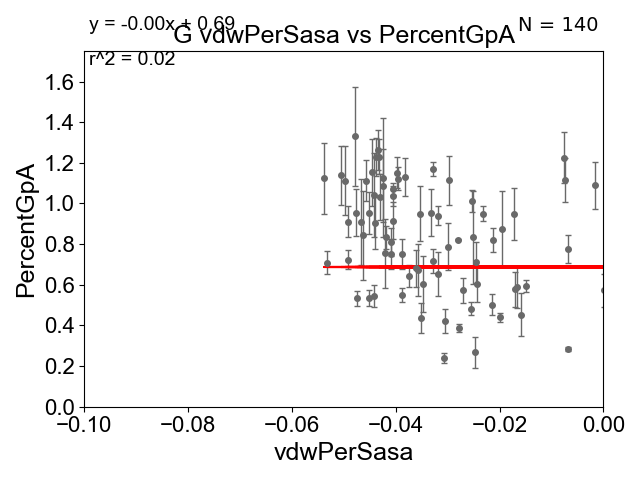 y = -0.00x + 0.69
N = 140
G vdwPerSasa vs PercentGpA
r^2 = 0.02
PercentGpA
1.6
1.4
1.2
1.0
0.8
0.6
0.4
0.2
0.0
−0.10 −0.08 −0.06 −0.04 −0.02 0.00
vdwPerSasa